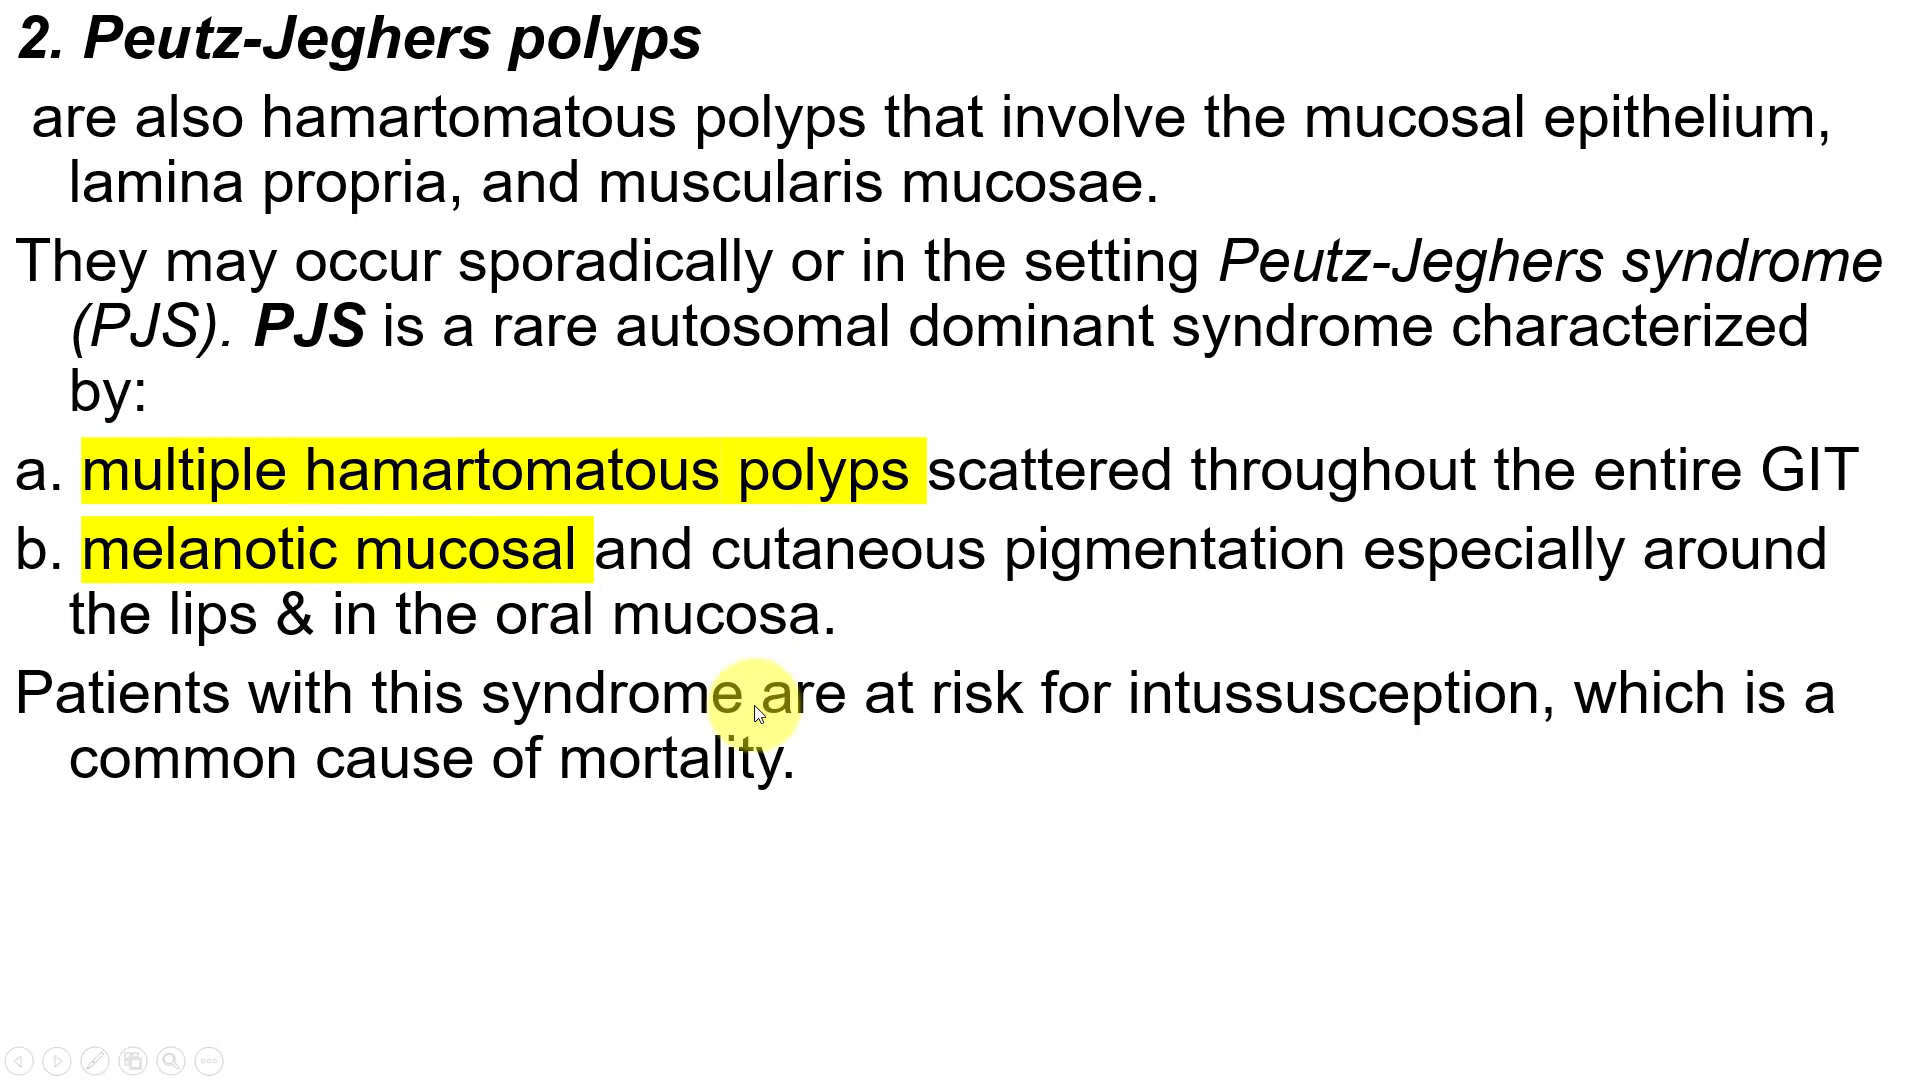 2. Peutz-Jeghers polyps
are also hamartomatous polyps that involve the mucosal epithelium,
lamina propria, and muscularis mucosae.
They may occur sporadically or in the setting Peutz-Jeghers syndrome
(PJS). PJS is a rare autosomal dominant syndrome characterized
by:
a. multiple hamartomatous polyps scattered throughout the entire GIT
b. melanotic mucosal and cutaneous pigmentation especially around
the lips & in the oral mucosa.
Patients with this syndrome are at risk for intussusception, which is a
common cause of mortality.